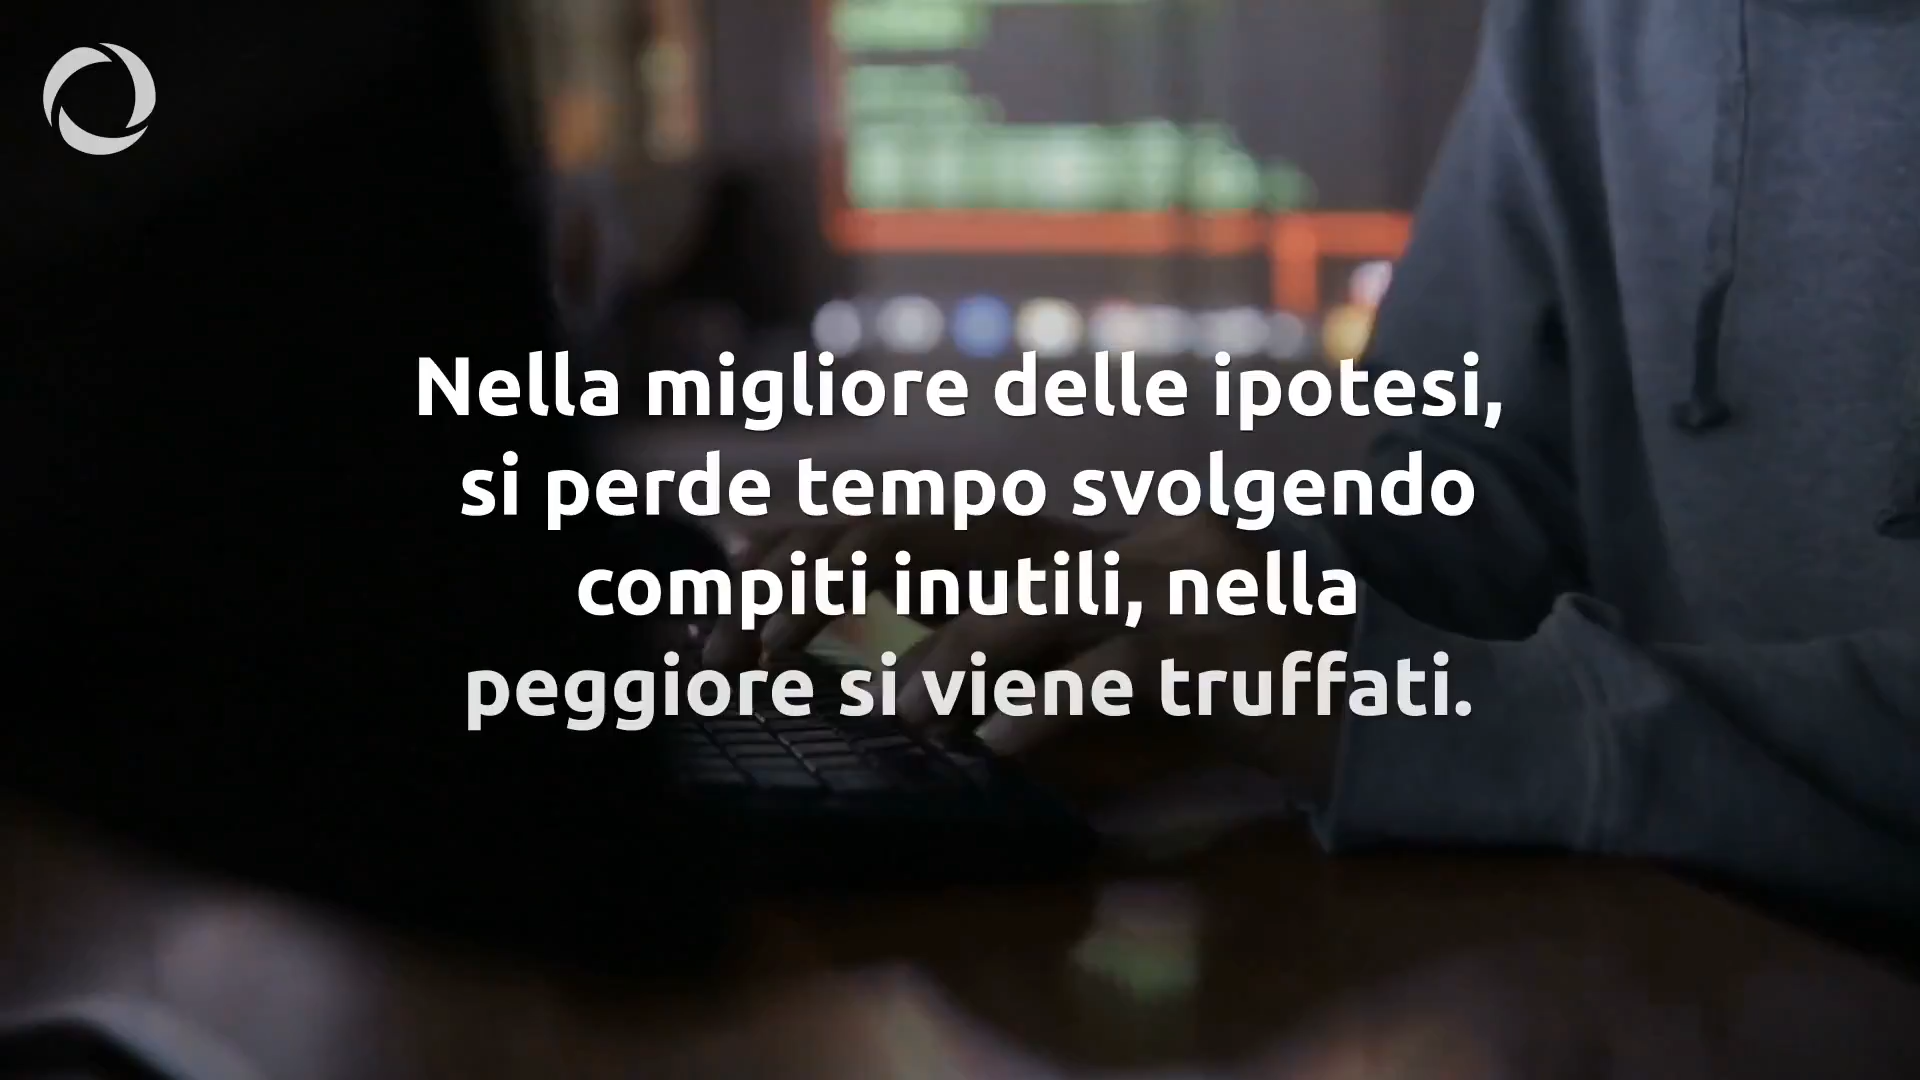 Nella migliore delle ipotesi,
si perde tempo svolgendo
compiti inutili, nella
peggiore si viene truffati.